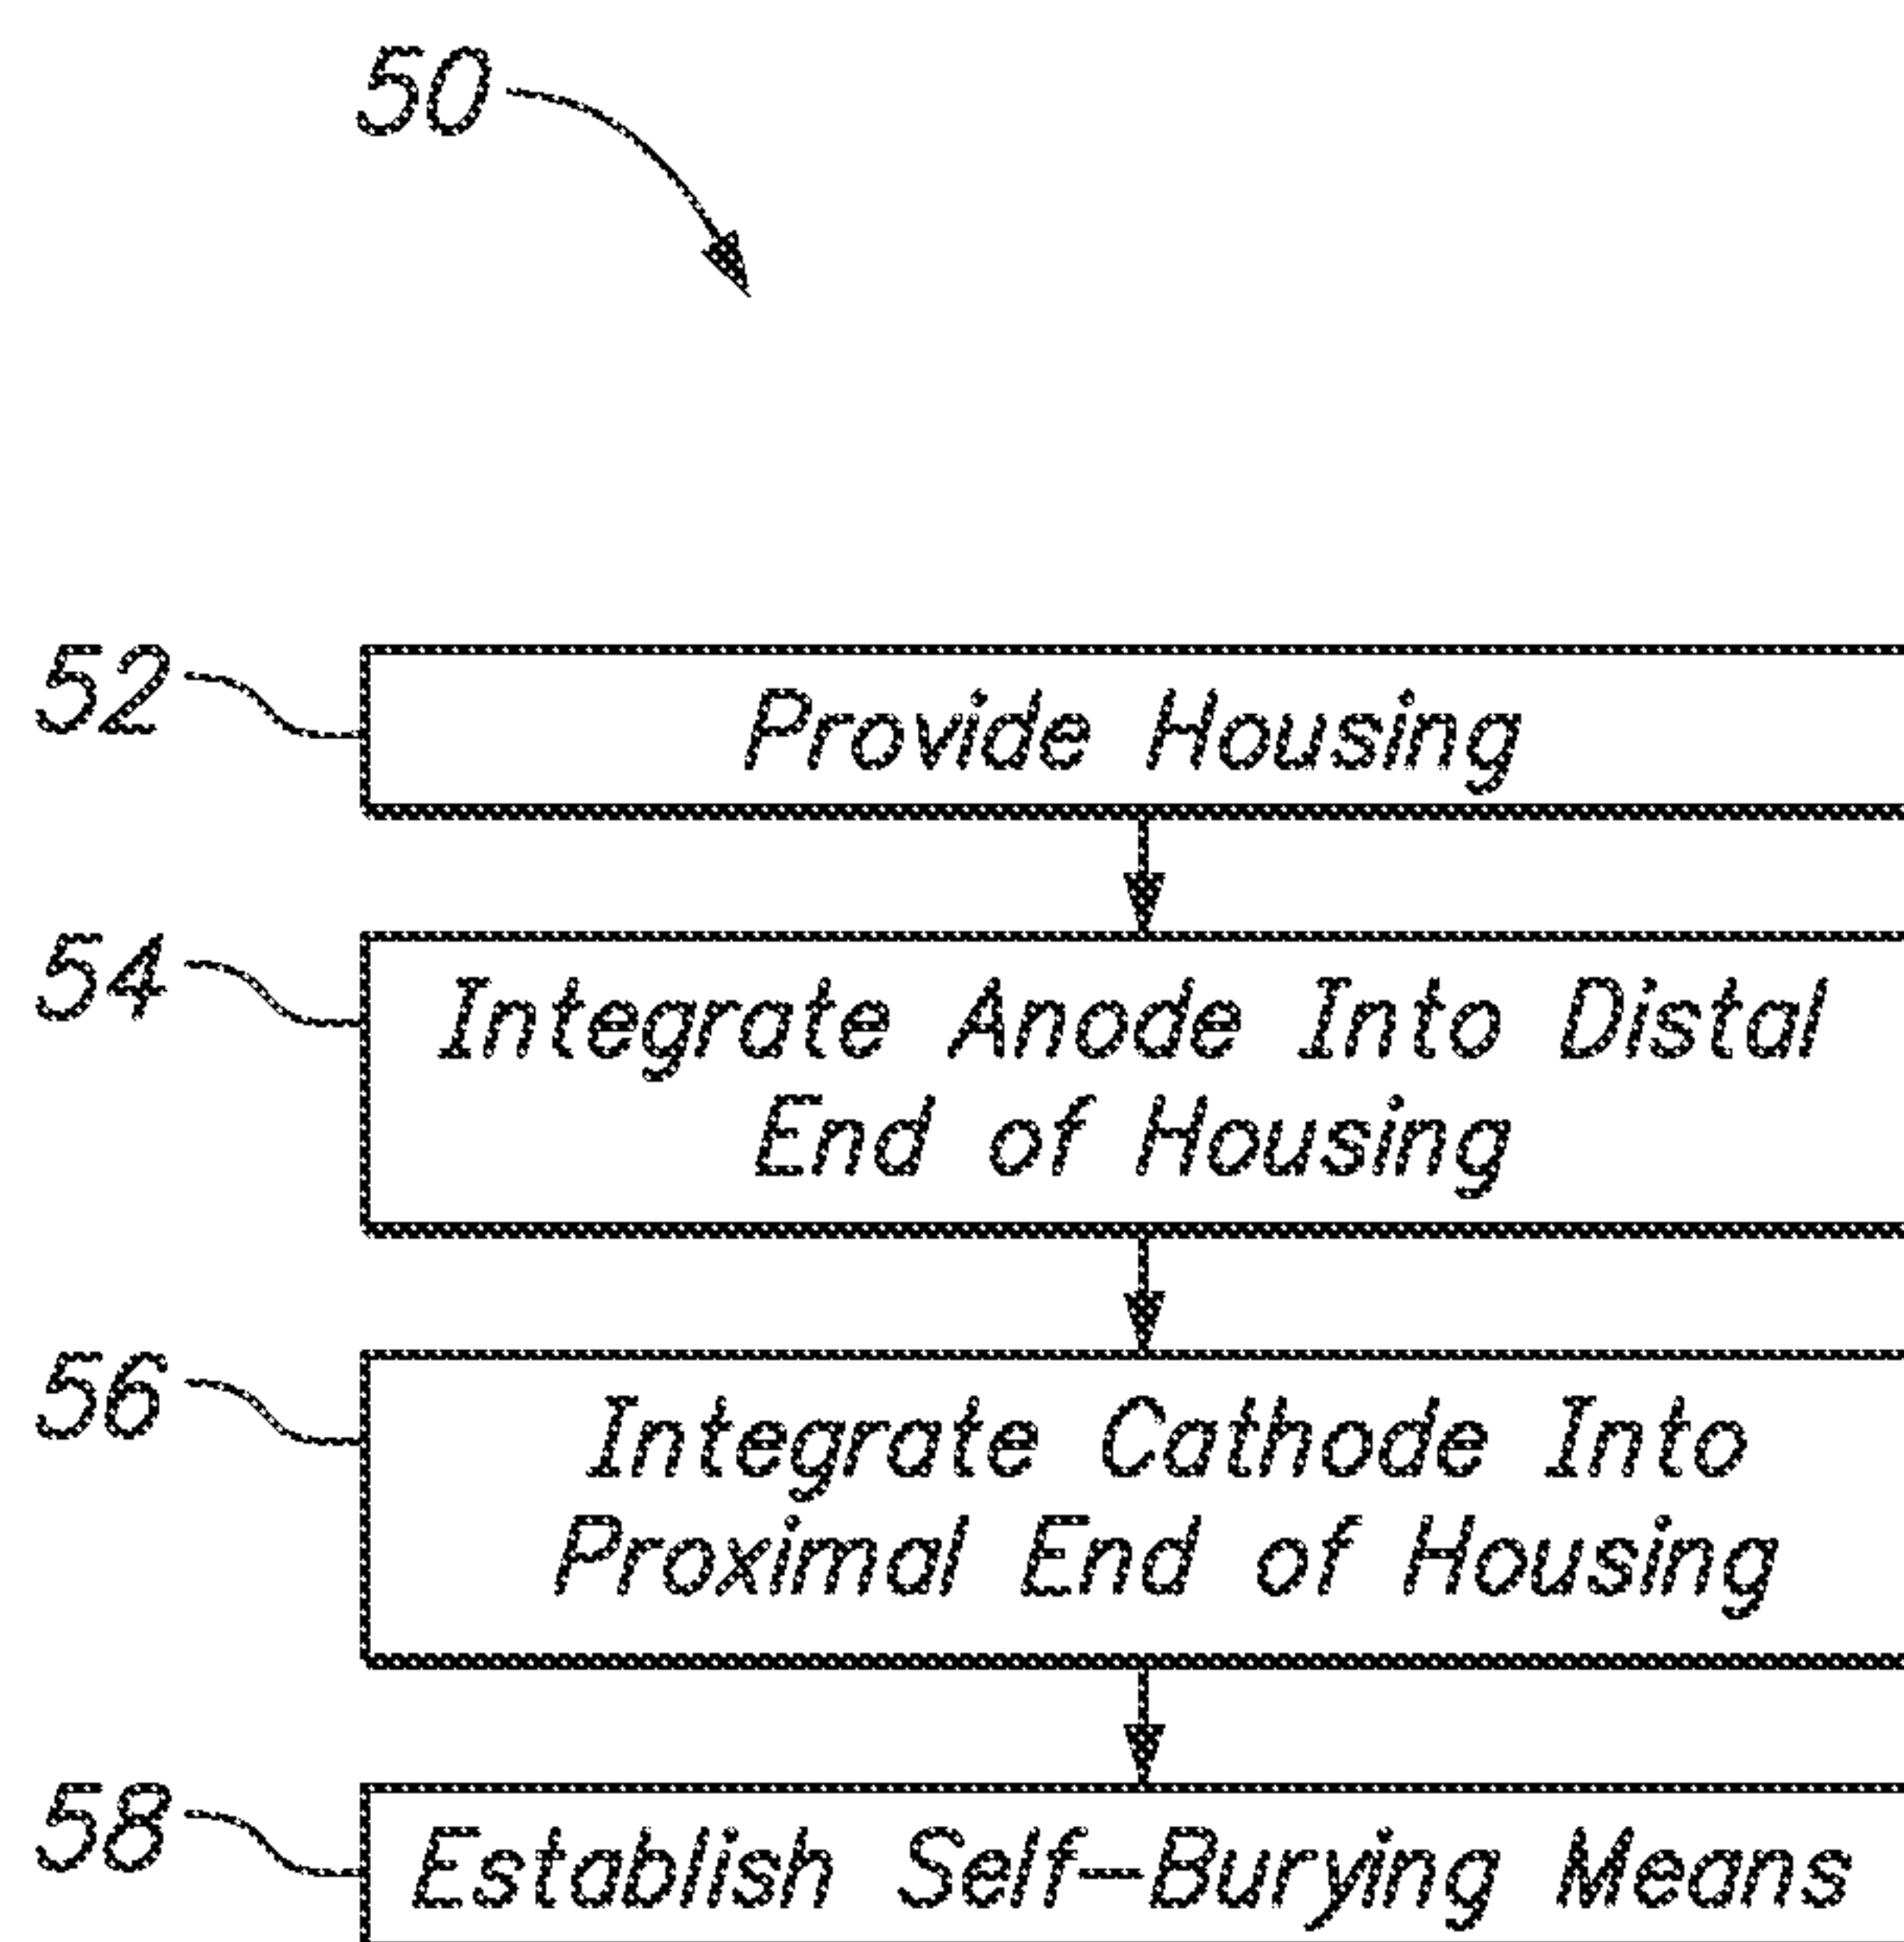 50
52
Provide Housing
54
Integrate Anode Into Distal
End of Housing
56
Integrate Cathode Into
Proximal End of Housing
58
Establish Self-Burying Means